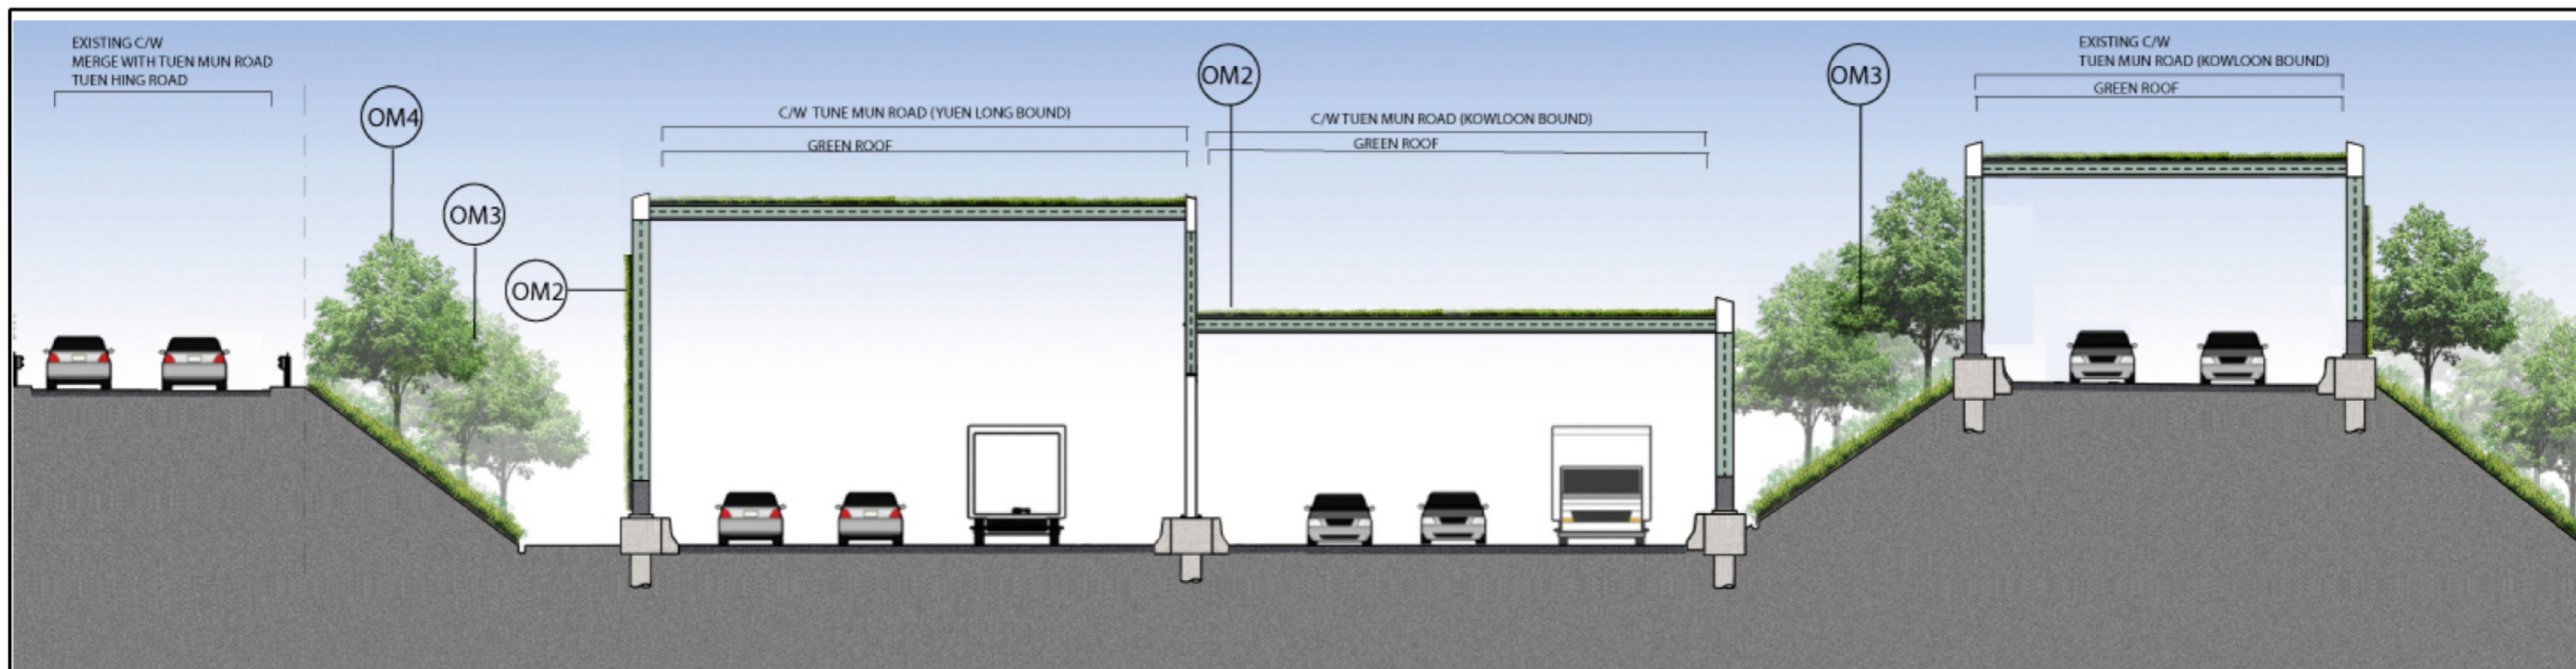 EXISTING C/W
MERGE WITH TUEN MUN ROAD
TUEN HING ROAD
OM4
OM3
OM2
C/W TUNE MUN ROAD (YUEN LONG BOUND)
GREEN ROOF
OM2
C/W TUEN MUN ROAD (KOWLOON BOUND)
GREEN ROOF
OM3
EXISTING C/W
TUEN MUN ROAD (KOWLOON BOUND)
GREEN ROOF